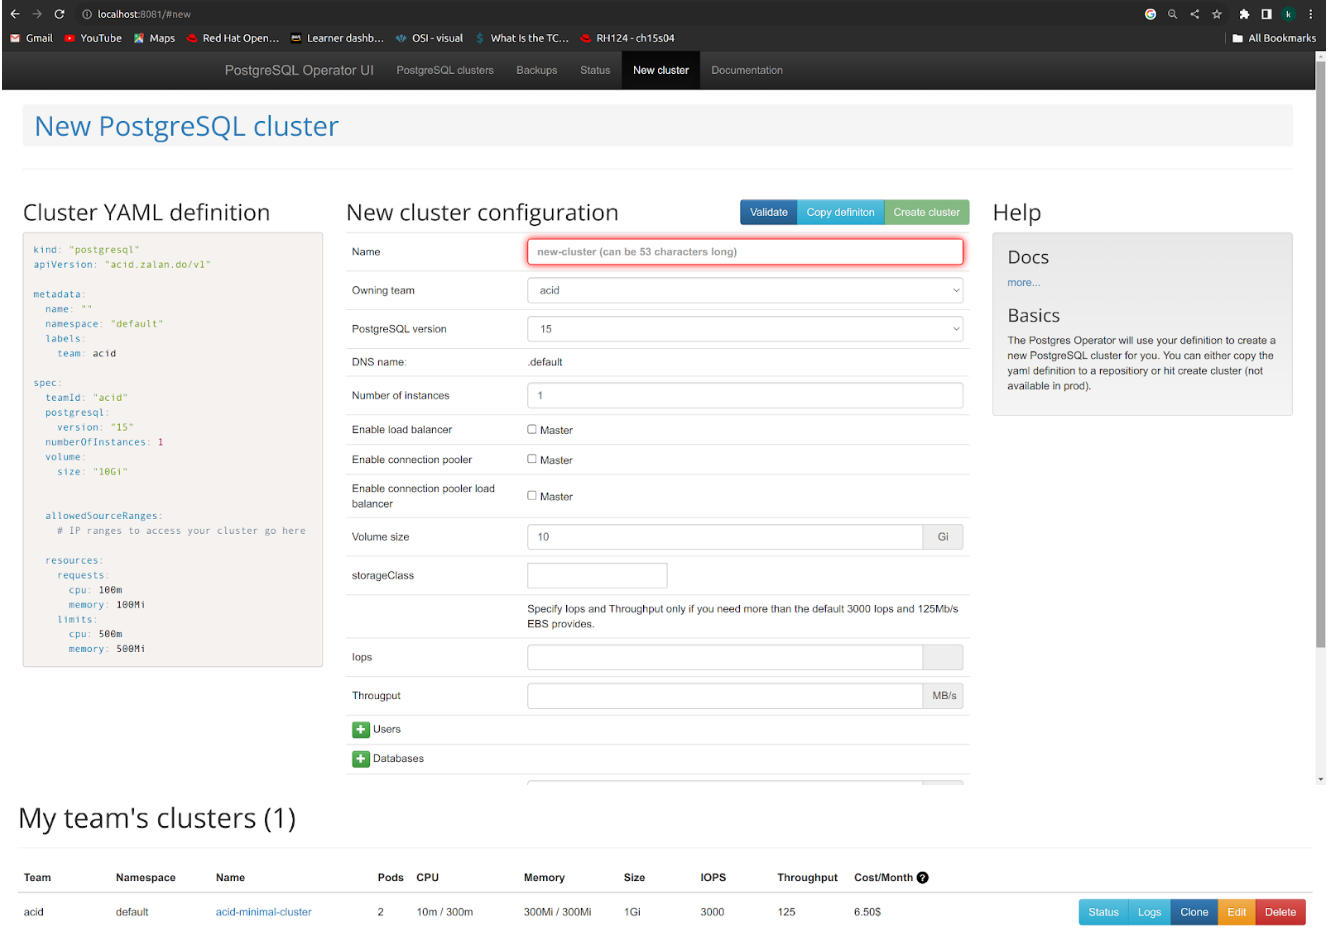 localhost:8081/#new
Gmail YouTube Maps Red Hat Open... Learner dashb... OSI - visual What Is the TC... RH124 - ch15s04 All Bookmarks
PostgreSQL Operator UI PostgreSQL clusters Backups Status New cluster Documentation
New PostgreSQL cluster
Cluster YAML definition
kind: "postgresql"
apiVersion: "acid.zalan.do/v1"
metadata:
name: ""
namespace: "default"
labels:
team: acid
spec:
teamId: "acid"
postgresql:
version: "15"
numberOfInstances: 1
volume:
size: "10Gi"
allowedSourceRanges:
# IP ranges to access your cluster go here
resources:
requests:
cpu: 100m
memory: 100Mi
limits:
cpu: 500m
memory: 500Mi
New cluster configuration
Validate Copy definiton Create cluster
Name new-cluster (can be 53 characters long)
Owning team acid
PostgreSQL version 15
DNS name: .default
Number of instances 1
Enable load balancer Master
Enable connection pooler Master
Enable connection pooler load
balancer Master
Volume size 10 Gi
storageClass
Specify Iops and Throughput only if you need more than the default 3000 Iops and 125Mb/s
EBS provides.
Iops
Througput MB/s
Users
Databases
Help
Docs
more...
Basics
The Postgres Operator will use your definition to create a
new PostgreSQL cluster for you. You can either copy the
yaml definition to a repositiory or hit create cluster (not
available in prod).
My team's clusters (1)
Team Namespace Name Pods CPU Memory Size IOPS Throughput Cost/Month ?
acid default acid-minimal-cluster 2 10m / 300m 300Mi / 300Mi 1Gi 3000 125 6.50$ Status Logs Clone Edit Delete